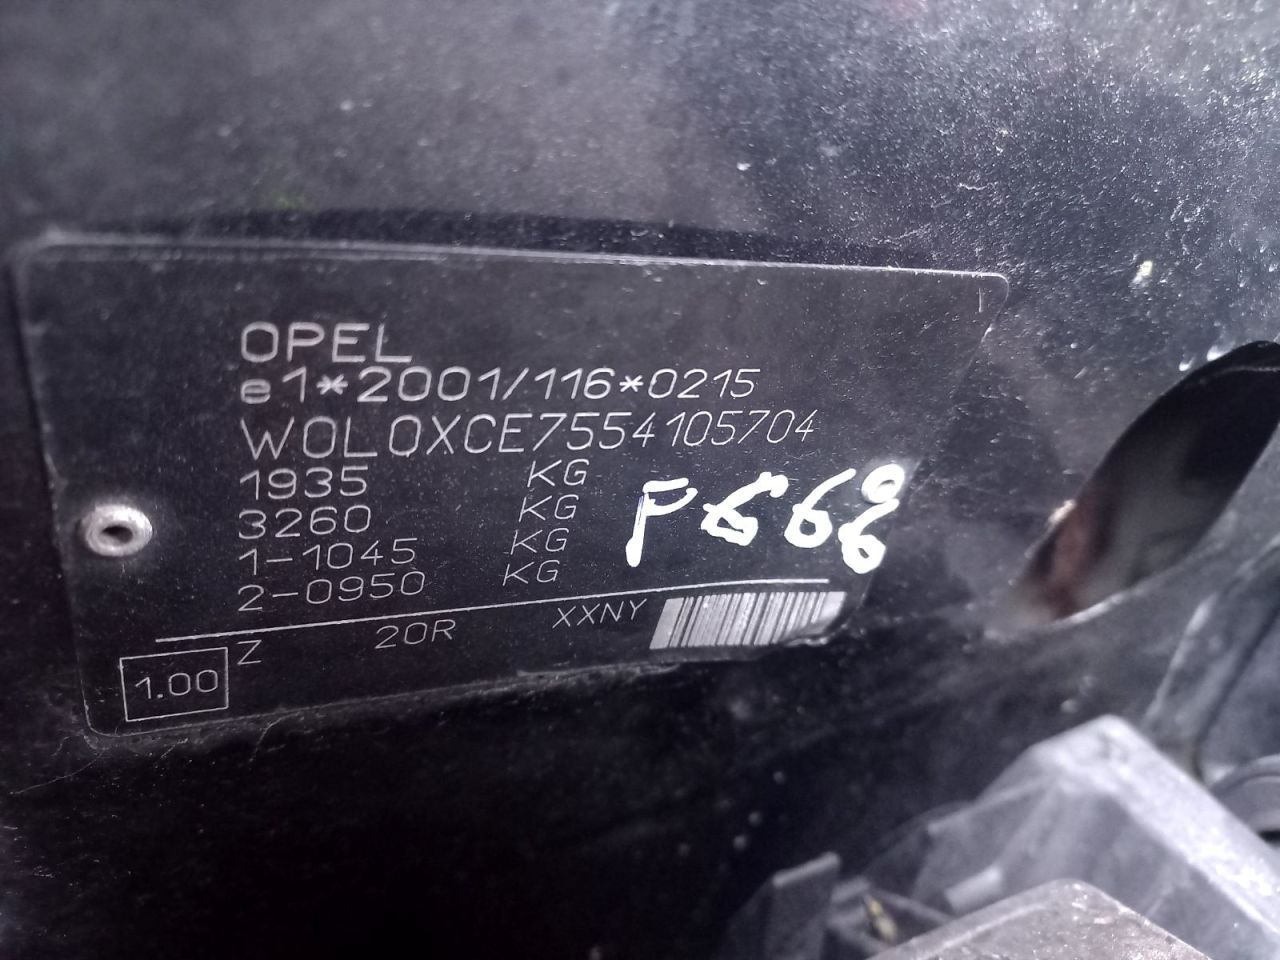 OPEL
e1*2001/116*0215
W0L0XCE7554105704
1935 KG
3260 KG
1-1045 KG
2-0950 KG
F668
Z 20R XXNY
1.00